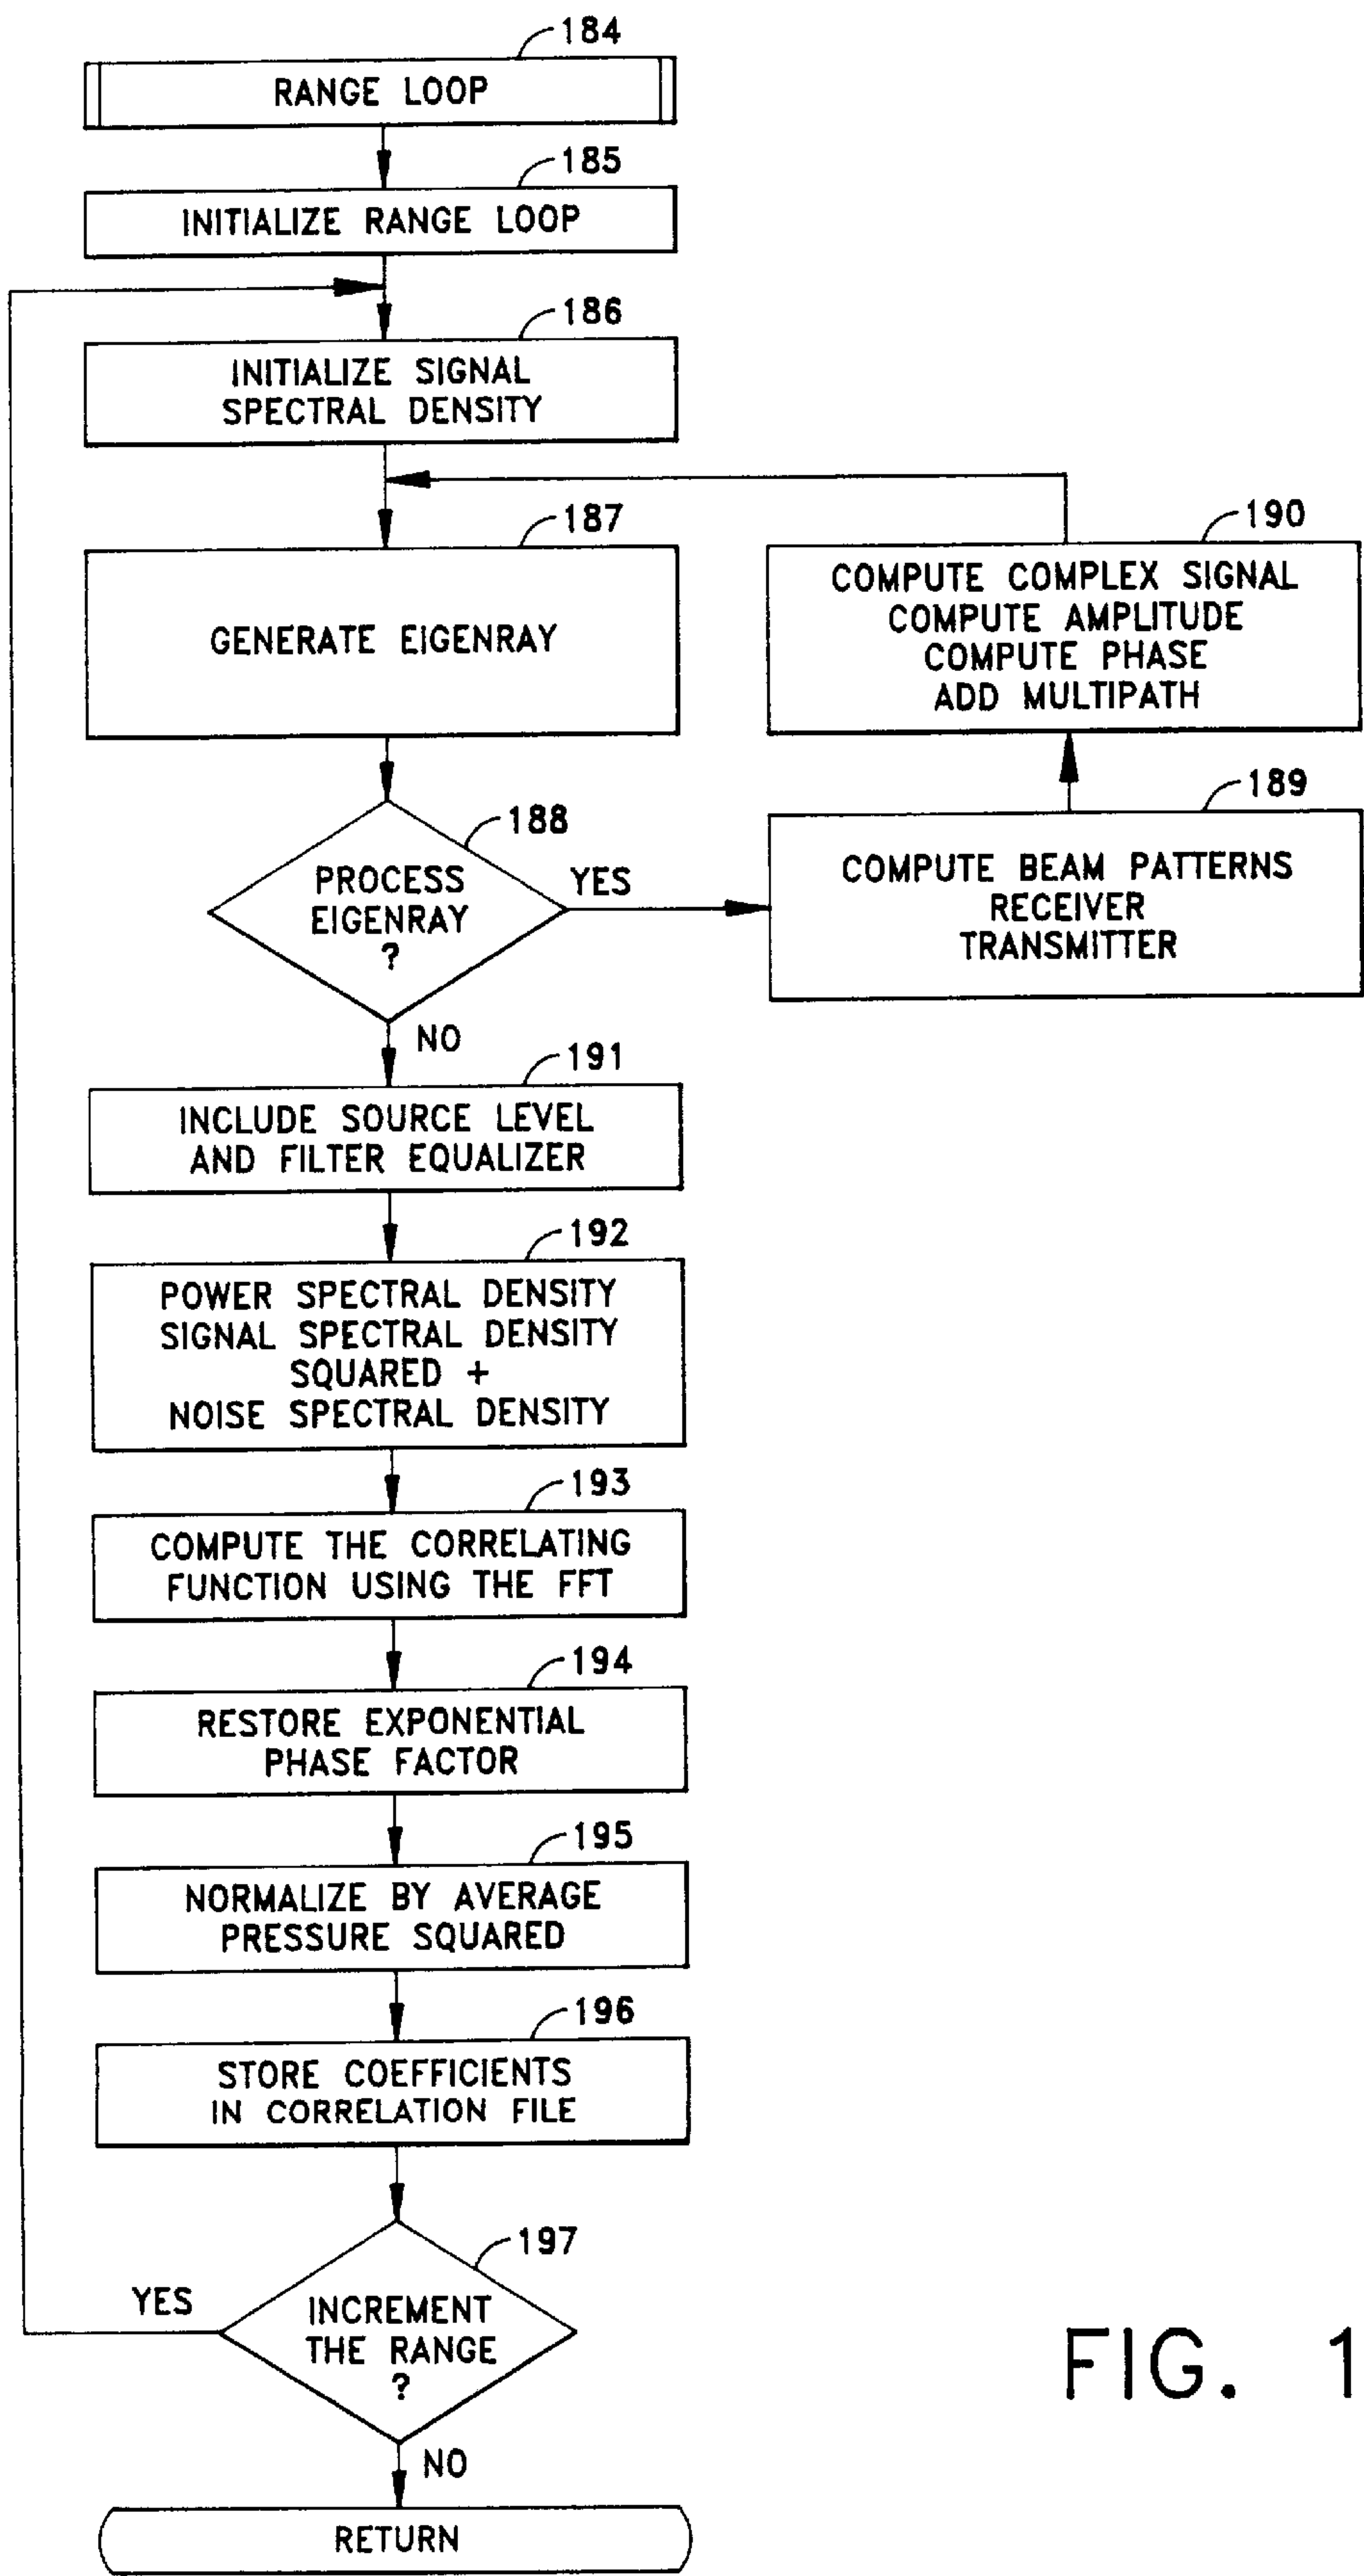 184
RANGE LOOP
185
INITIALIZE RANGE LOOP
186
INITIALIZE SIGNAL
SPECTRAL DENSITY
187
GENERATE EIGENRAY
190
COMPUTE COMPLEX SIGNAL
COMPUTE AMPLITUDE
COMPUTE PHASE
ADD MULTIPATH
188
PROCESS
EIGENRAY
?
YES
189
COMPUTE BEAM PATTERNS
RECEIVER
TRANSMITTER
NO
191
INCLUDE SOURCE LEVEL
AND FILTER EQUALIZER
192
POWER SPECTRAL DENSITY
SIGNAL SPECTRAL DENSITY
SQUARED +
NOISE SPECTRAL DENSITY
193
COMPUTE THE CORRELATING
FUNCTION USING THE FFT
194
RESTORE EXPONENTIAL
PHASE FACTOR
195
NORMALIZE BY AVERAGE
PRESSURE SQUARED
196
STORE COEFFICIENTS
IN CORRELATION FILE
197
INCREMENT
THE RANGE
?
YES
NO
RETURN
FIG. 1